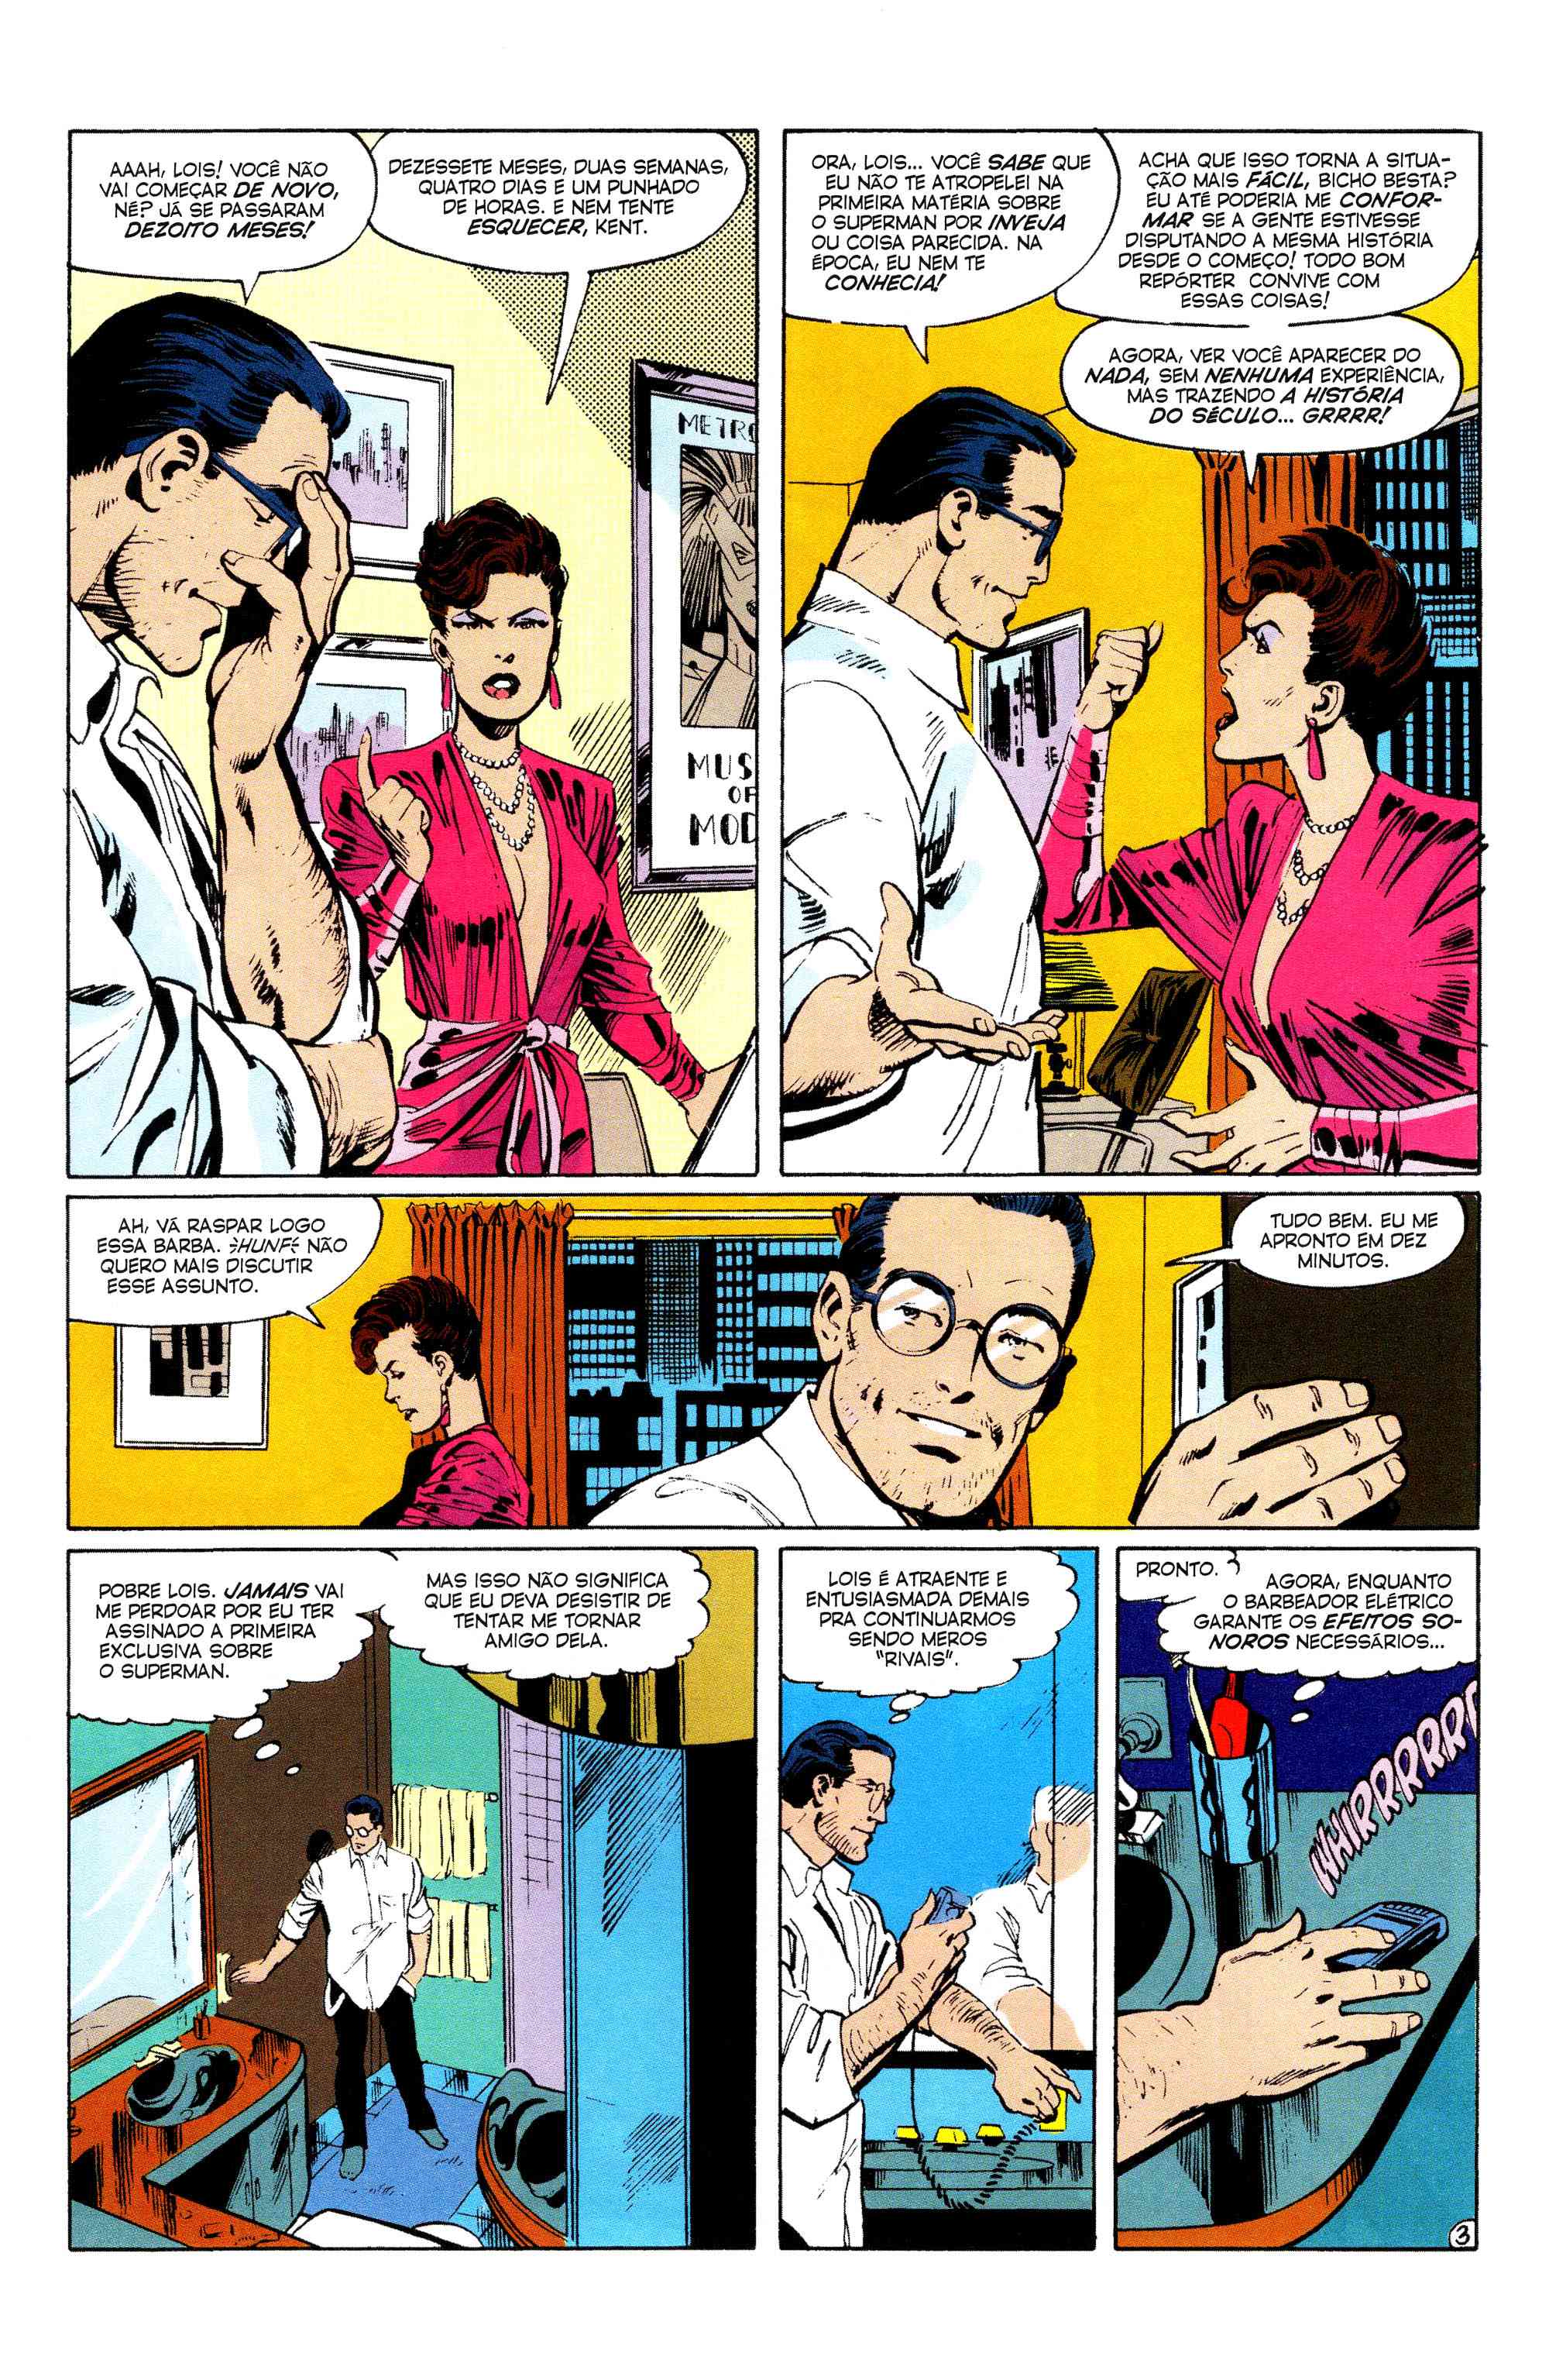 AAAH, LOIS! VOCÊ NÃO
VAI COMEÇAR DE NOVO,
NÉ? JÁ SE PASSARAM
DEZOITO MESES!
DEZESSETE MESES, DUAS SEMANAS,
QUATRO DIAS E UM PUNHADO
DE HORAS. E NEM TENTE
ESQUECER, KENT.
METRO
MUS
OF
MOD
ORA, LOIS... VOCÊ SABE QUE
EU NÃO TE ATROPELEI NA
PRIMEIRA MATÉRIA SOBRE
O SUPERMAN POR INVEJA
OU COISA PARECIDA. NA
ÉPOCA, EU NEM TE
CONHECIA!
ACHA QUE ISSO TORNA A SITUA-
ÇÃO MAIS FÁCIL, BICHO BESTA?
EU ATÉ PODERIA ME CONFOR-
MAR SE A GENTE ESTIVESSE
DISPUTANDO A MESMA HISTÓRIA
DESDE O COMEÇO! TODO BOM
REPÓRTER CONVIVE COM
ESSAS COISAS!
AGORA, VER VOCÊ APARECER DO
NADA, SEM NENHUMA EXPERIÊNCIA,
MAS TRAZENDO A HISTÓRIA
DO SÉCULO... GRRRR!
AH, VÁ RASPAR LOGO
ESSA BARBA. HUNF NÃO
QUERO MAIS DISCUTIR
ESSE ASSUNTO.
TUDO BEM. EU ME
APRONTO EM DEZ
MINUTOS.
POBRE LOIS. JAMAIS VAI
ME PERDOAR POR EU TER
ASSINADO A PRIMEIRA
EXCLUSIVA SOBRE
O SUPERMAN.
MAS ISSO NÃO SIGNIFICA
QUE EU DEVA DESISTIR DE
TENTAR ME TORNAR
AMIGO DELA.
LOIS É ATRAENTE E
ENTUSIASMADA DEMAIS
PRA CONTINUARMOS
SENDO MEROS
"RIVAIS".
PRONTO.
AGORA, ENQUANTO
O BARBEADOR ELÉTRICO
GARANTE OS EFEITOS SO-
NOROS NECESSÁRIOS...
WHIRRRRRRR
3